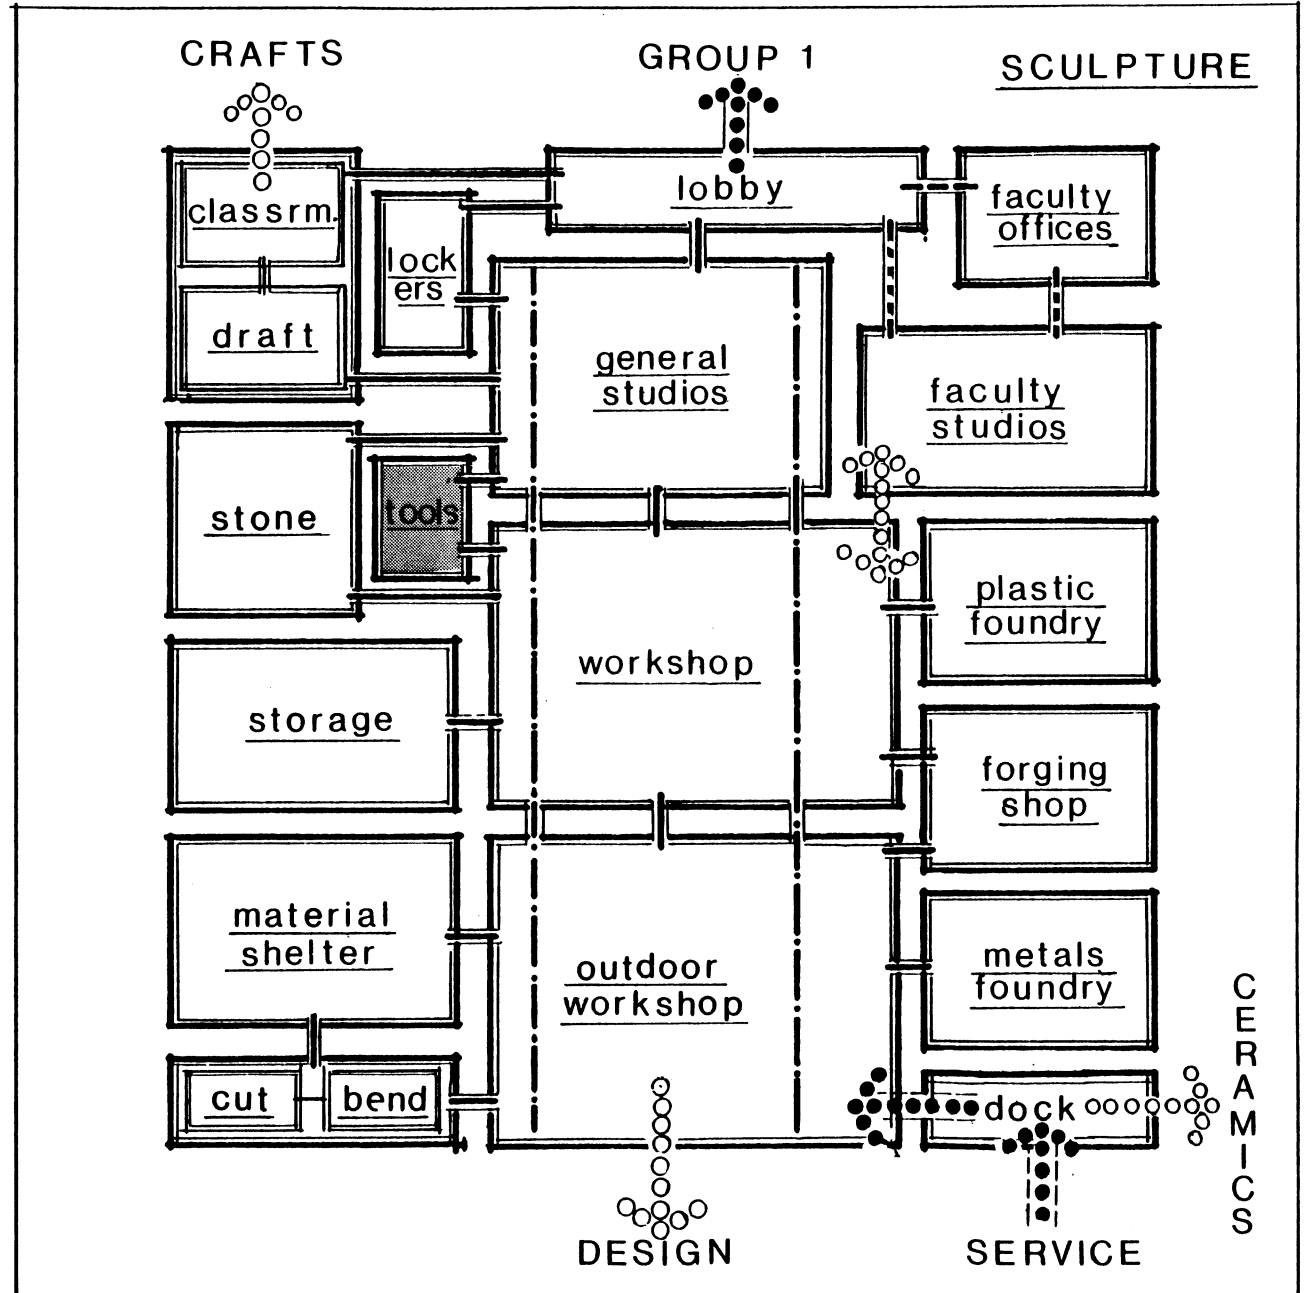 CRAFTS
GROUP 1
SCULPTURE
lobby
classrm.
faculty
offices
lock
ers
draft
general
studios
faculty
studios
stone
tools
plastic
foundry
workshop
storage
forging
shop
material
shelter
outdoor
workshop
metals
foundry
cut
bend
dock
CERAMICS
DESIGN
SERVICE